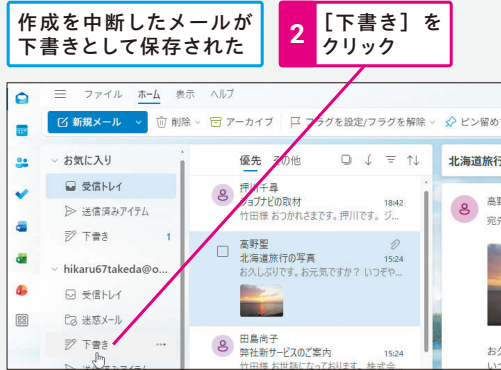 作成を中断したメールが
下書きとして保存された
2
［下書き］を
クリック
ファイル ホーム 表示 ヘルプ
新規メール 削除 アーカイブ フラグを設定/フラグを解除 ピン留め
お気に入り
受信トレイ
送信済みアイテム
下書き 1
hikaru67takeda@o...
受信トレイ
迷惑メール
下書き ...
優先 その他
押川千尋
ジョブナビの取材 18:42
竹田様 おつかれさまです。押川です。ジ...
高野聖
北海道旅行の写真 15:24
お久しぶりです。お元気ですか？ いつぞや...
田島尚子
弊社新サービスのご案内 15:24
竹田様 お世話になっております。株式会
北海道旅行
高野
宛先
お久